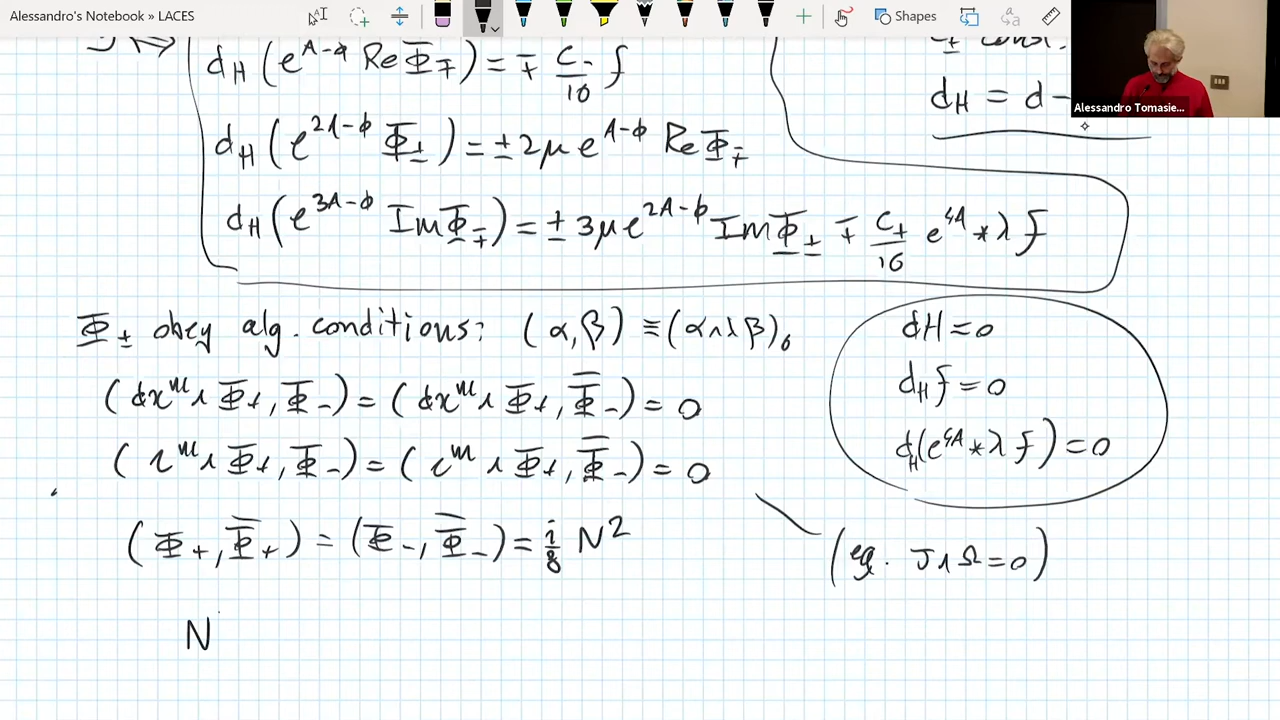 Alessandro's Notebook » LACES
Shapes
Alessandro Tomasie...
d_H (e^{A-ϕ} Re Φ_∓) = ∓ c_-/16 f
± const.
d_H = d -
d_H (e^{2A-ϕ} Φ_±) = ±2μ e^{A-ϕ} Re Φ_∓
d_H (e^{3A-ϕ} Im Φ_∓) = ± 3μ e^{2A-ϕ} Im Φ_± ∓ c_+/16 e^{4A} * λ f
Φ_± obey alg. conditions: (α, β) ≡ (α ∧ λ β)_6
(dx^m ∧ Φ_+, Φ_-) = (dx^m ∧ Φ_+, Φ̅_-) = 0
(ι^m ∧ Φ_+, Φ_-) = (ι^m ∧ Φ_+, Φ̅_-) = 0
(Φ_+, Φ̅_+) = (Φ_-, Φ̅_-) = i/8 N^2
N
dH = 0
d_H f = 0
d_H (e^{4A} * λ f) = 0
(eg. J ∧ Ω = 0)